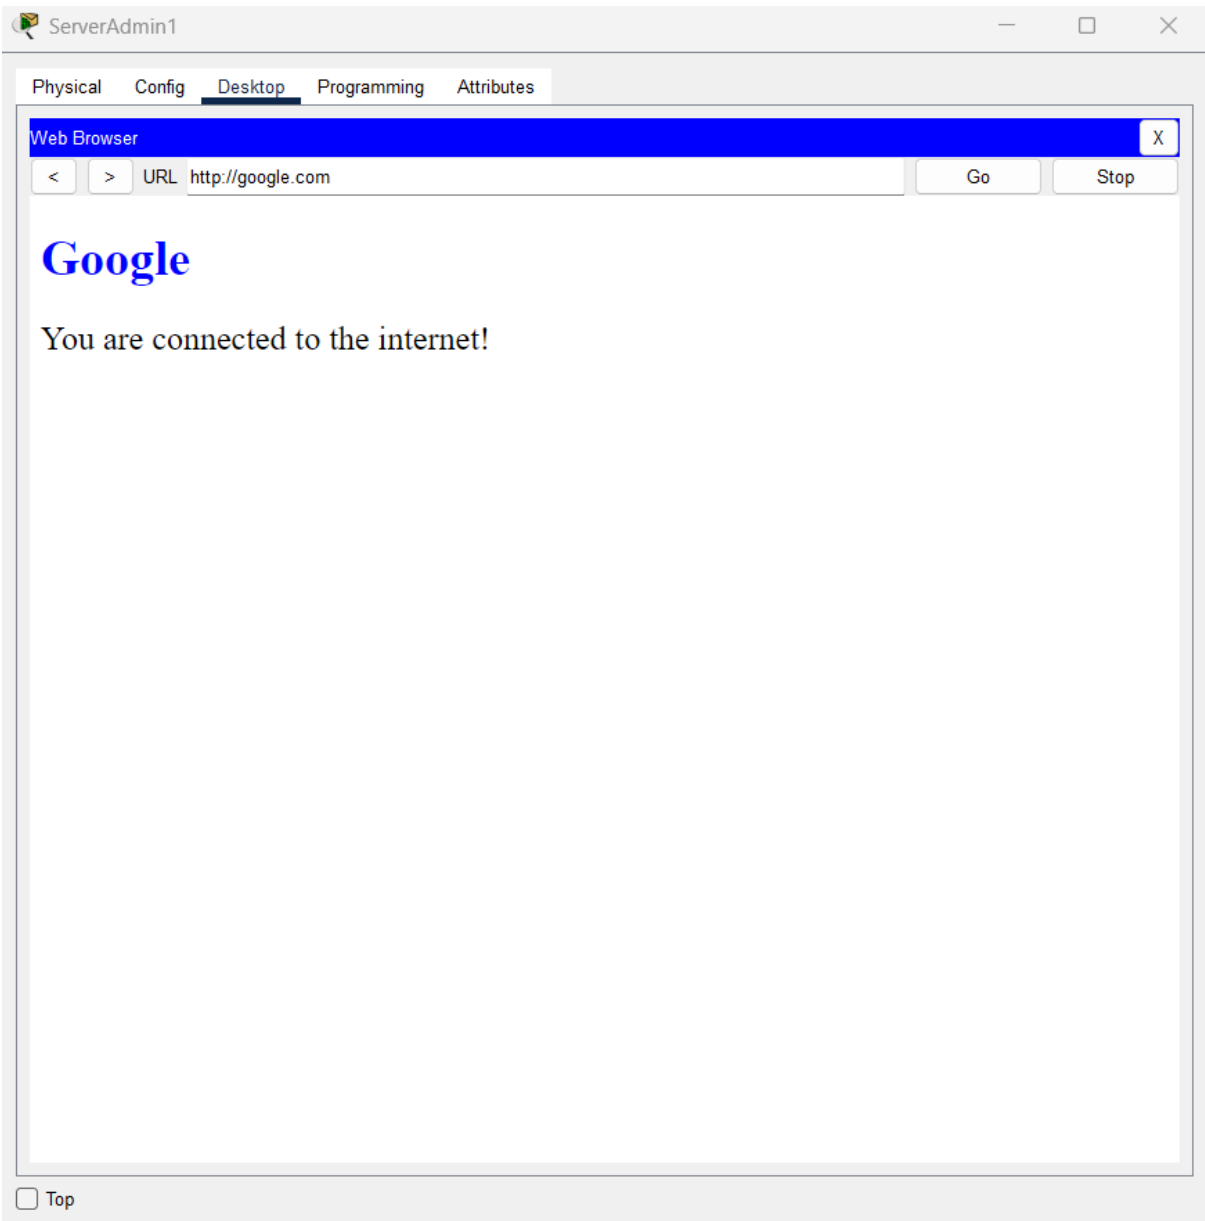 ServerAdmin1
Physical Config Desktop Programming Attributes
Web Browser X
< > URL http://google.com Go Stop
Google
You are connected to the internet!
Top